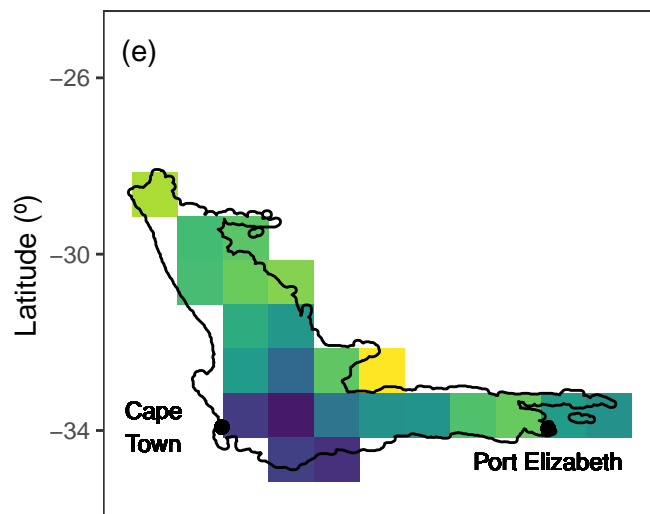 (e)
−26
−30
−34
Latitude (º)
Cape
Town
Port Elizabeth